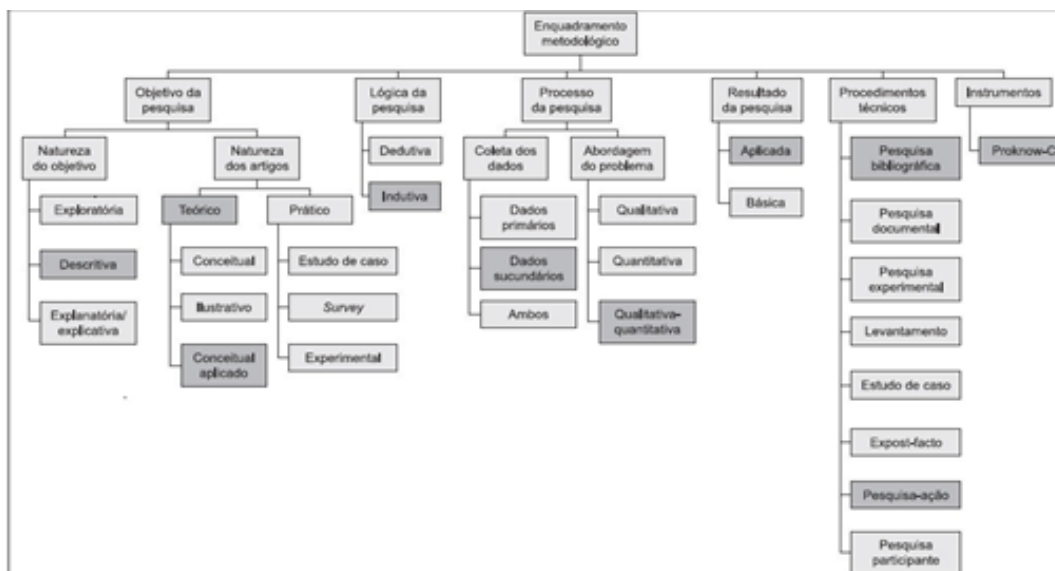 Enquadramento
metodológico
Objetivo da
pesquisa
Lógica da
pesquisa
Processo
da pesquisa
Resultado
da pesquisa
Procedimentos
técnicos
Instrumentos
Natureza
do objetivo
Natureza
dos artigos
Dedutiva
Indutiva
Coleta dos
dados
Abordagem
do problema
Aplicada
Básica
Pesquisa
bibliográfica
Proknow-C
Exploratória
Descritiva
Explanatória/
explicativa
Teórico
Prático
Conceitual
Ilustrativo
Conceitual
aplicado
Estudo de caso
Survey
Experimental
Dados
primários
Dados
sucundários
Ambos
Qualitativa
Quantitativa
Qualitativa-
quantitativa
Pesquisa
documental
Pesquisa
experimental
Levantamento
Estudo de caso
Expost-facto
Pesquisa-ação
Pesquisa
participante